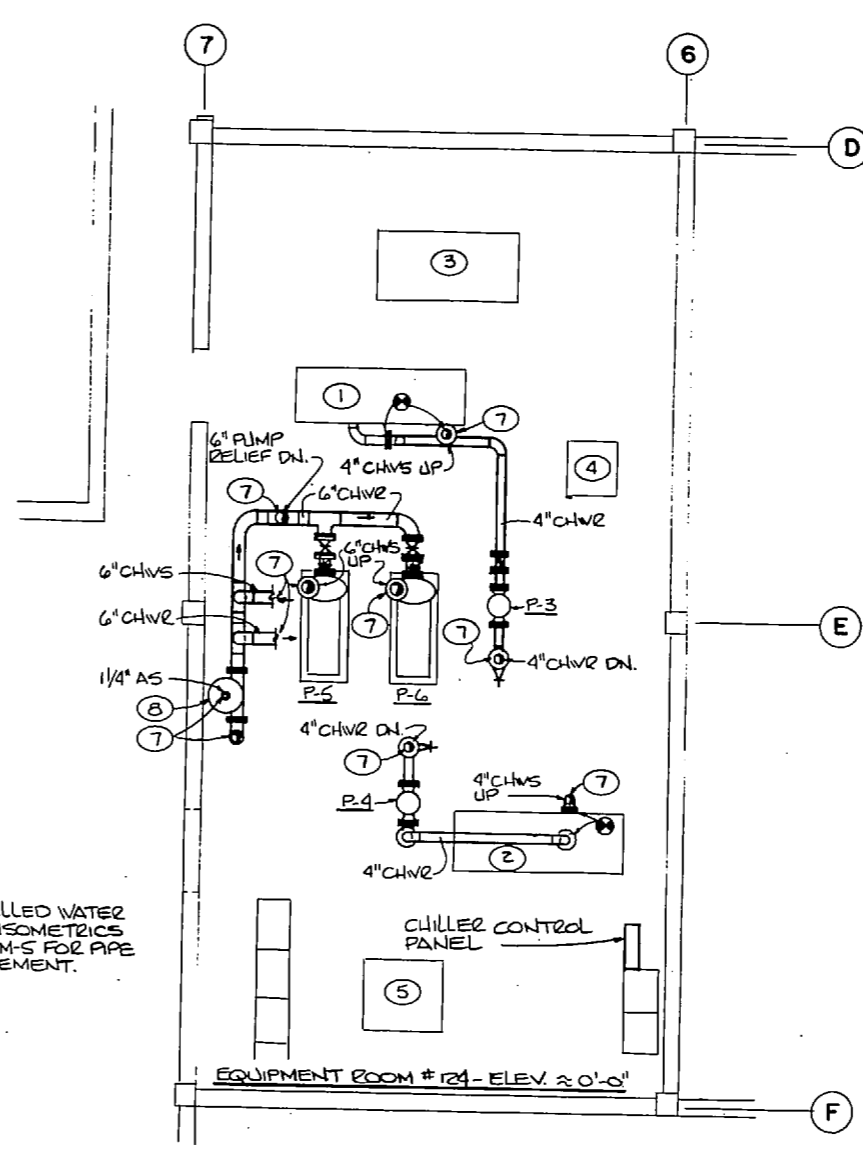 7
6
D
3
1
7
6" PUMP
RELIEF DN.
4" CHWS UP
4
7
6" CHWR
4" CHWR
6" CHWS
UP
7
6" CHWS
7
P-3
6" CHWR
7
E
4" CHWR DN.
1 1/4" AS
8
P-5
P-6
7
4" CHWR DN.
7
4" CHWS
UP
7
P-4
2
4" CHWR
LLED WATER
ISOMETRICS
M-5 FOR PIPE
EMENT.
CHILLER CONTROL
PANEL
5
EQUIPMENT ROOM # 124 - ELEV. ≈ 0'-0"
F